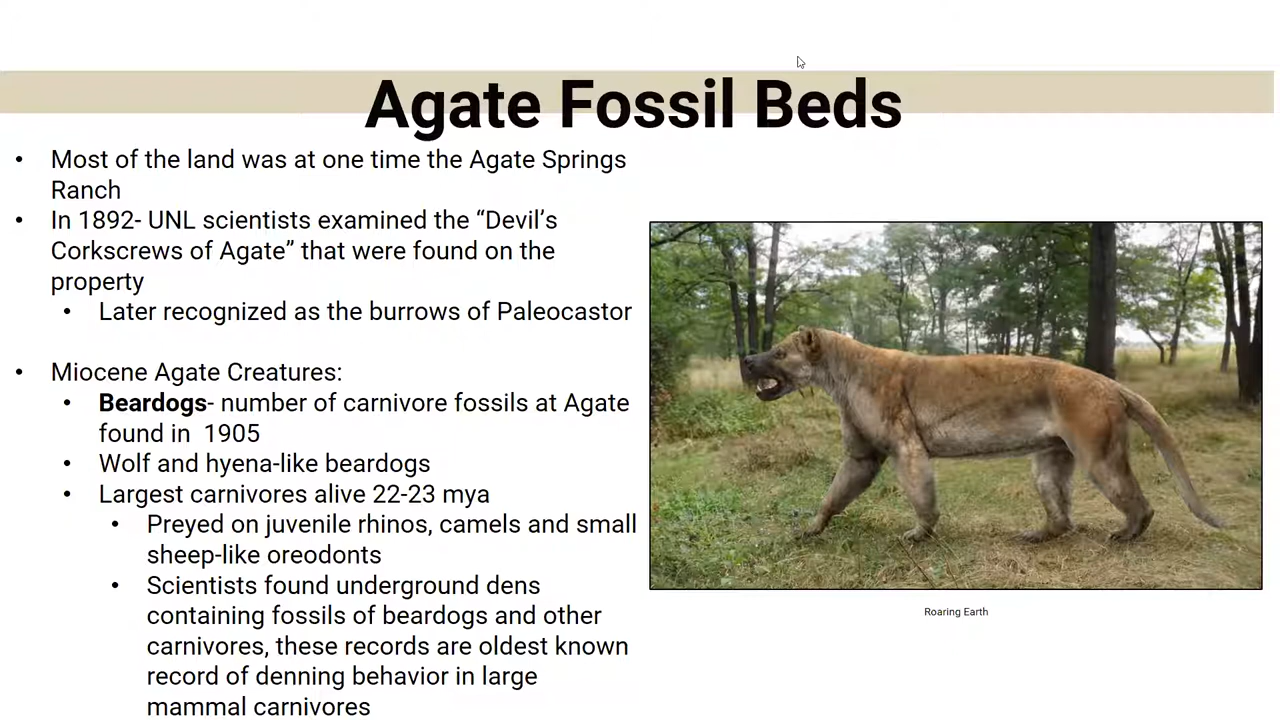 Agate Fossil Beds
• Most of the land was at one time the Agate Springs
Ranch
• In 1892- UNL scientists examined the “Devil’s
Corkscrews of Agate” that were found on the
property
• Later recognized as the burrows of Paleocastor
• Miocene Agate Creatures:
• Beardogs- number of carnivore fossils at Agate
found in  1905
• Wolf and hyena-like beardogs
• Largest carnivores alive 22-23 mya
• Preyed on juvenile rhinos, camels and small
sheep-like oreodonts
• Scientists found underground dens
containing fossils of beardogs and other
carnivores, these records are oldest known
record of denning behavior in large
mammal carnivores
Roaring Earth